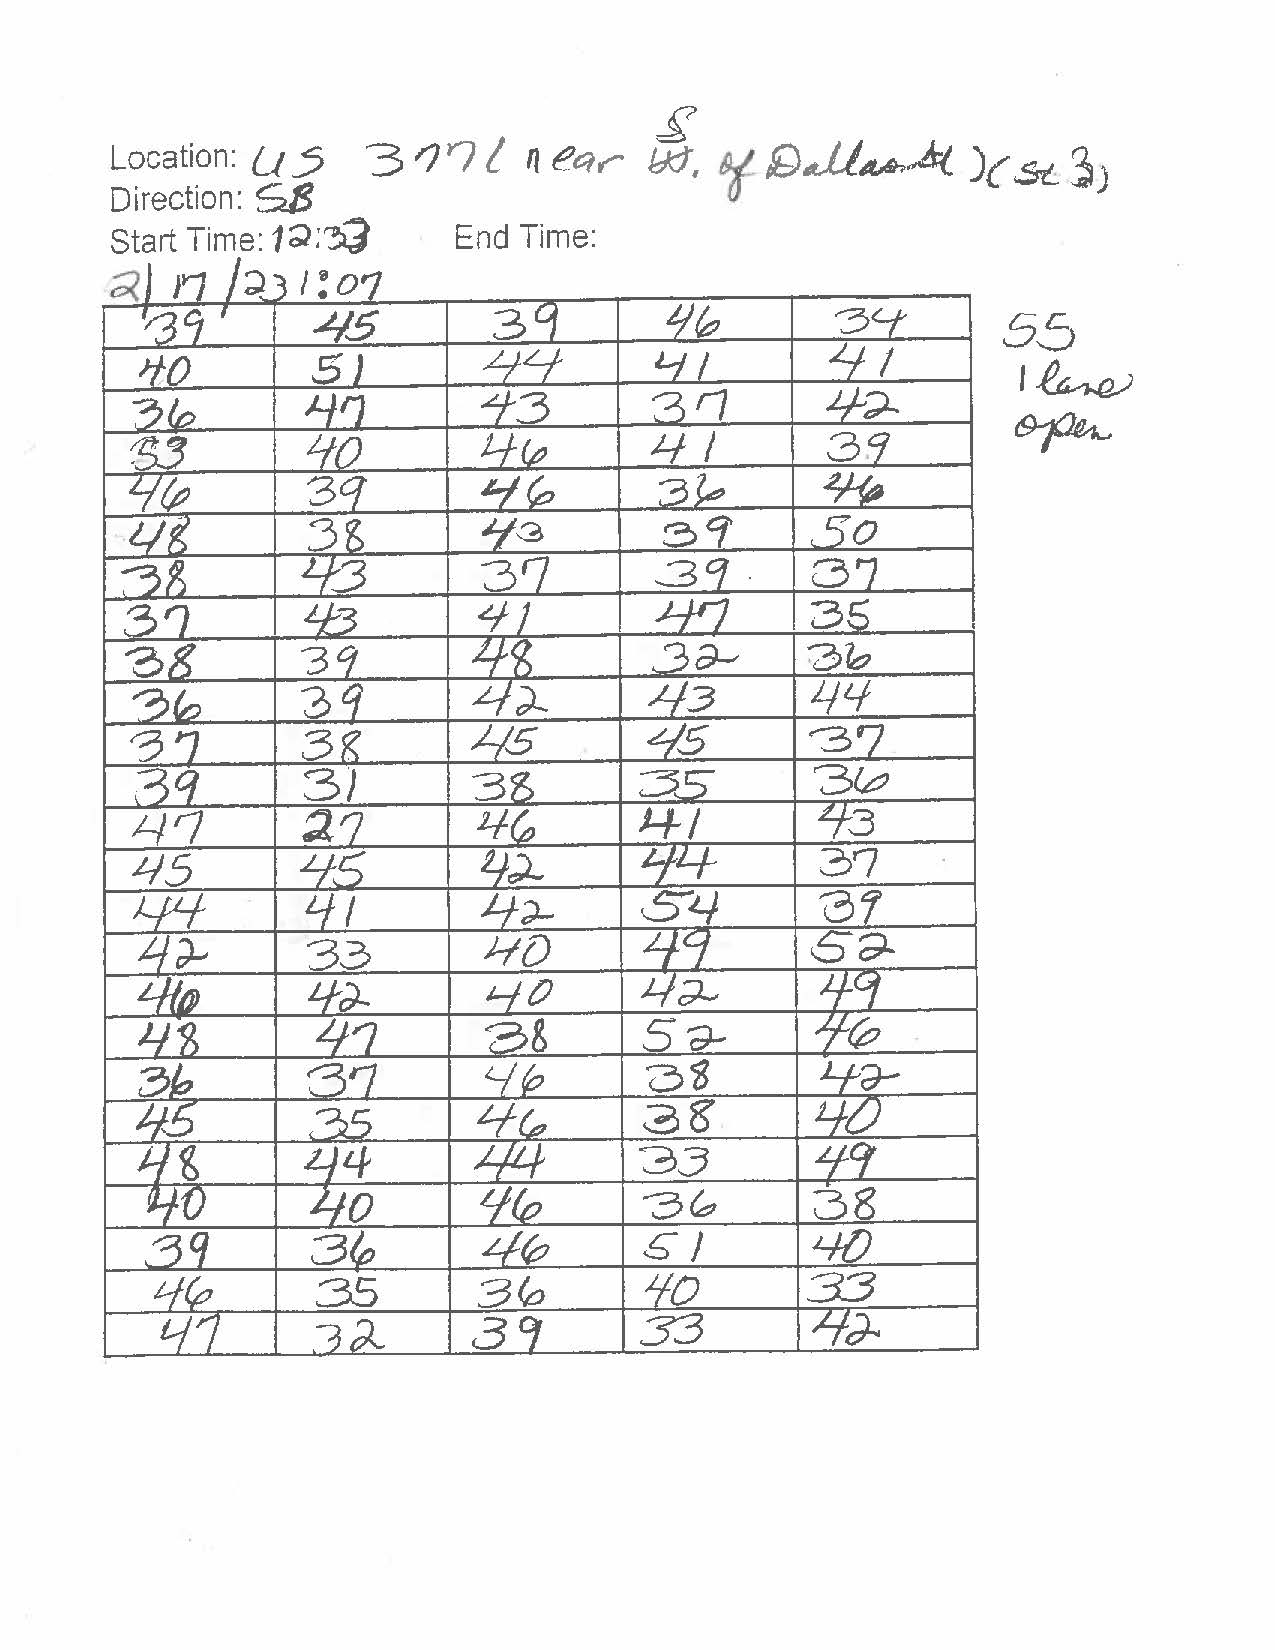 S
Location: US 377 ( near W. of Dallas St )( St 3)
Direction: SB
Start Time: 12:33 End Time:
2/17/23 1:07
39 45 39 46 34 55
40 51 44 41 41 1 lane
36 47 43 37 42 open
53 40 46 41 39
46 39 46 36 46
48 38 43 39 50
38 43 37 39 37
37 43 41 47 35
38 39 48 32 36
36 39 42 43 44
37 38 45 45 37
39 31 38 35 36
47 27 46 41 43
45 45 42 44 37
44 41 42 54 39
42 33 40 49 52
46 42 40 42 49
48 47 38 52 46
36 37 46 38 42
45 35 46 38 40
48 44 44 33 49
40 40 46 36 38
39 36 46 51 40
46 35 36 40 33
47 32 39 33 42